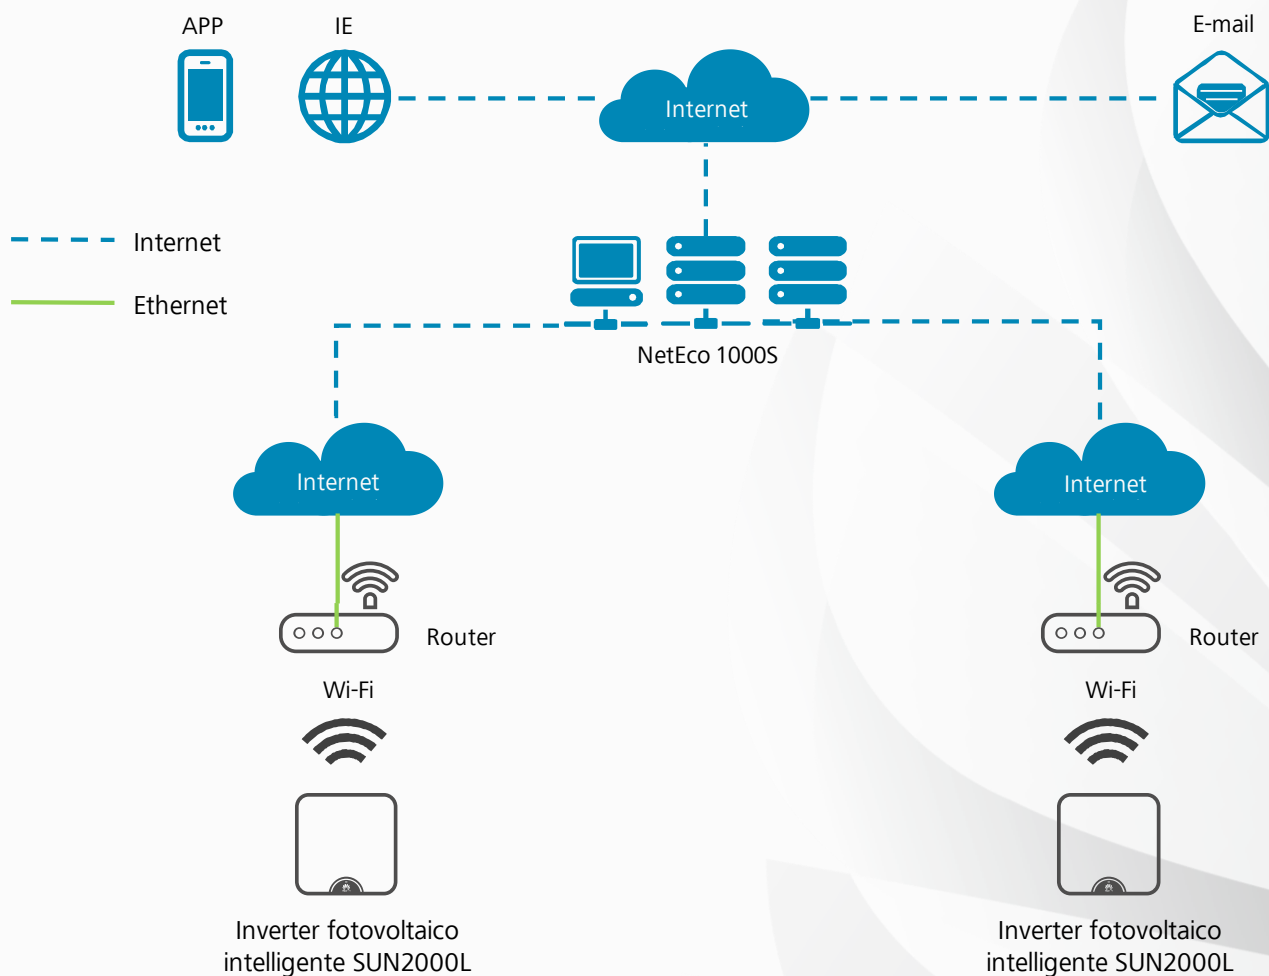 APP
IE
E-mail
Internet
Internet
Ethernet
NetEco 1000S
Internet
Internet
Router
Router
Wi-Fi
Wi-Fi
Inverter fotovoltaico
intelligente SUN2000L
Inverter fotovoltaico
intelligente SUN2000L